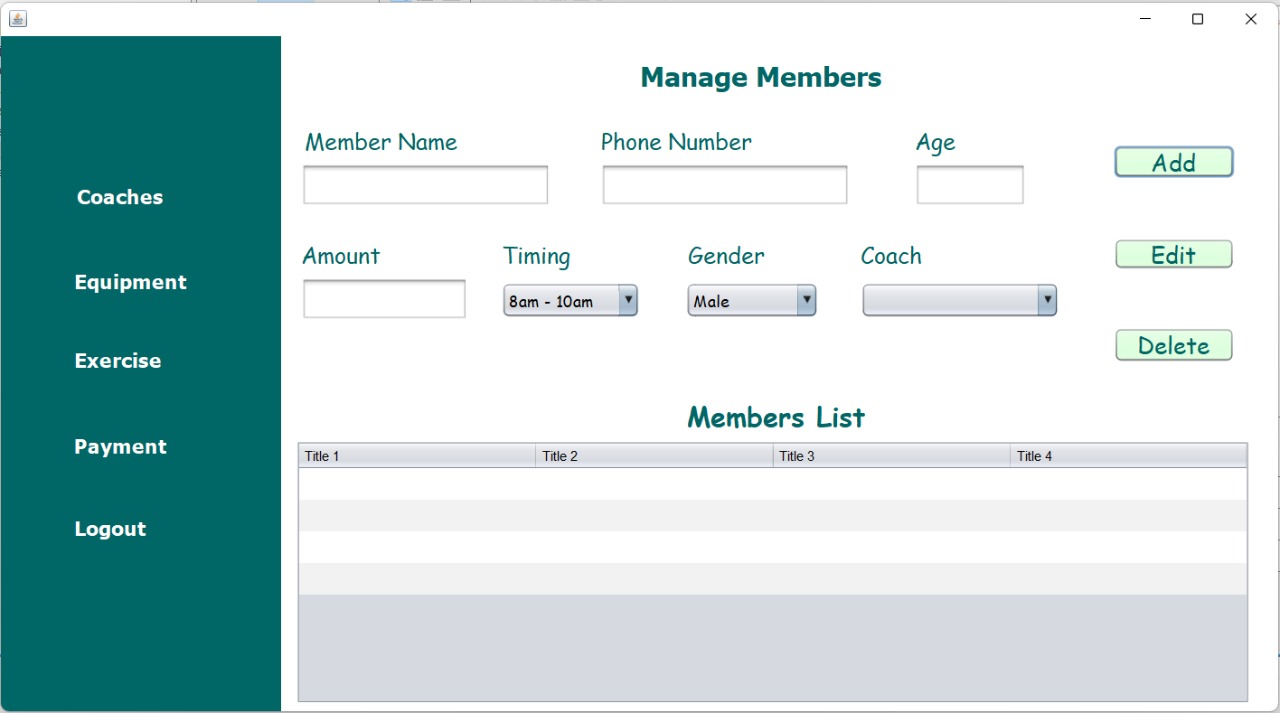 Manage Members
Member Name Phone Number Age
Add
Coaches
Amount Timing Gender Coach
Edit
Equipment
8am - 10am Male
Delete
Exercise
Members List
Payment
Title 1 Title 2 Title 3 Title 4
Logout